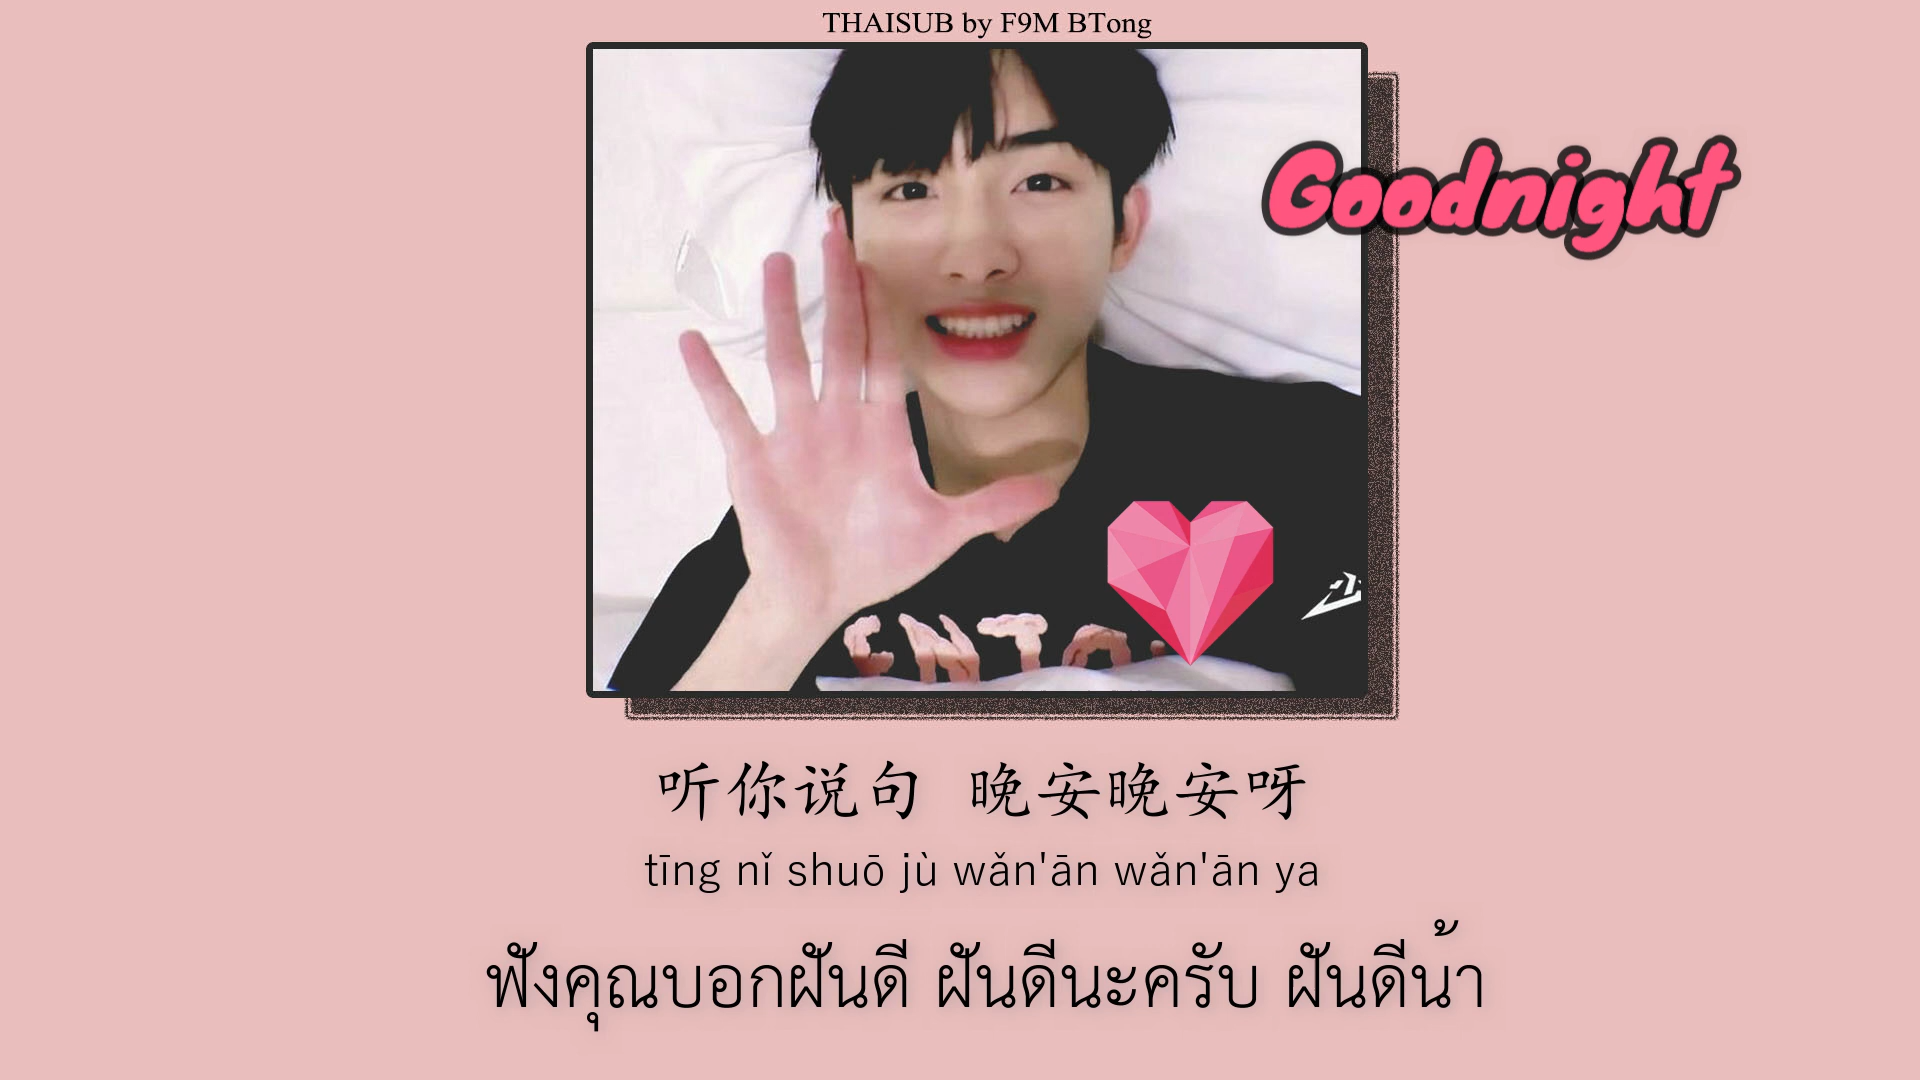 THAISUB by F9M BTong
Goodnight
听你说句 晚安晚安呀
tīng nǐ shuō jù wǎn'ān wǎn'ān ya
ฟังคุณบอกฝันดี ฝันดีนะครับ ฝันดีน้า